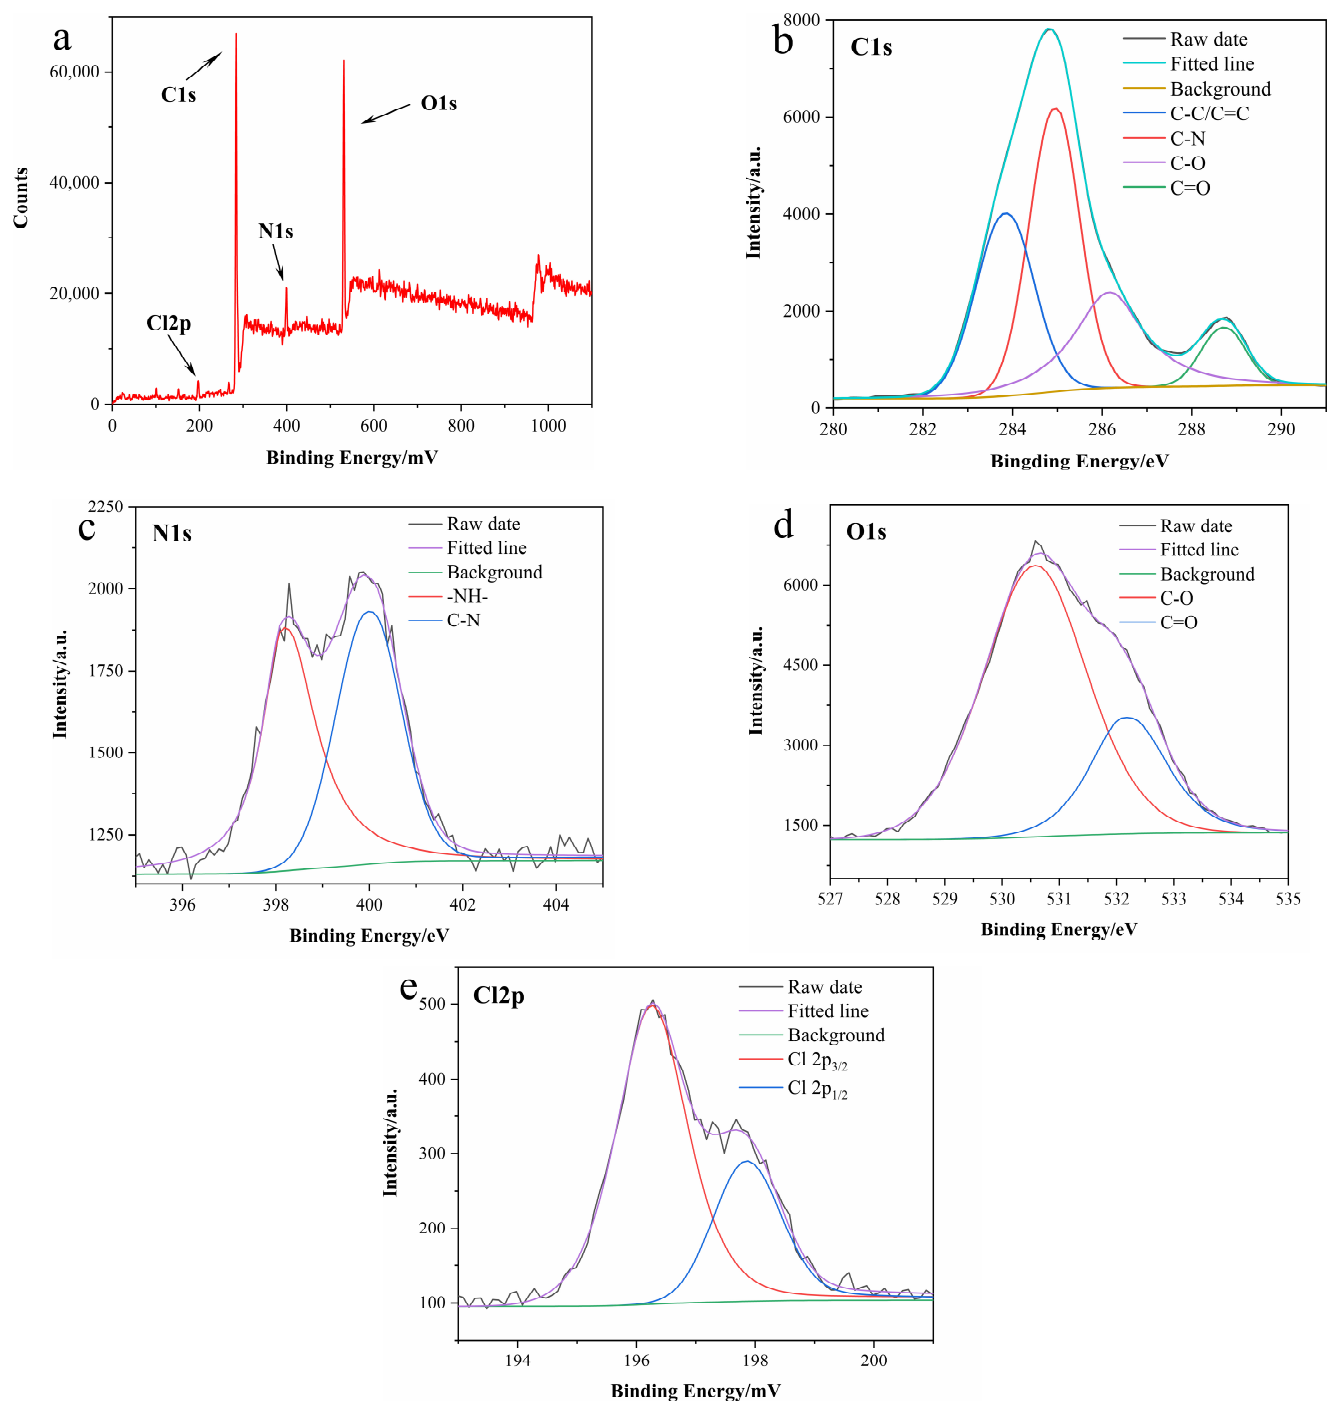 a
60,000
40,000
20,000
0
Counts
C1s
O1s
N1s
Cl2p
0 200 400 600 800 1000
Binding Energy/mV
b
C1s
8000
6000
4000
2000
0
Intensity/a.u.
Raw date
Fitted line
Background
C-C/C=C
C-N
C-O
C=O
280 282 284 286 288 290
Bingding Energy/eV
c
N1s
2250
2000
1750
1500
1250
Intensity/a.u.
Raw date
Fitted line
Background
-NH-
C-N
396 398 400 402 404
Binding Energy/eV
d
O1s
6000
4500
3000
1500
Intensity/a.u.
Raw date
Fitted line
Background
C-O
C=O
527 528 529 530 531 532 533 534 535
Binding Energy/eV
e
Cl2p
500
400
300
200
100
Intensity/a.u.
Raw date
Fitted line
Background
Cl 2p3/2
Cl 2p1/2
194 196 198 200
Binding Energy/mV